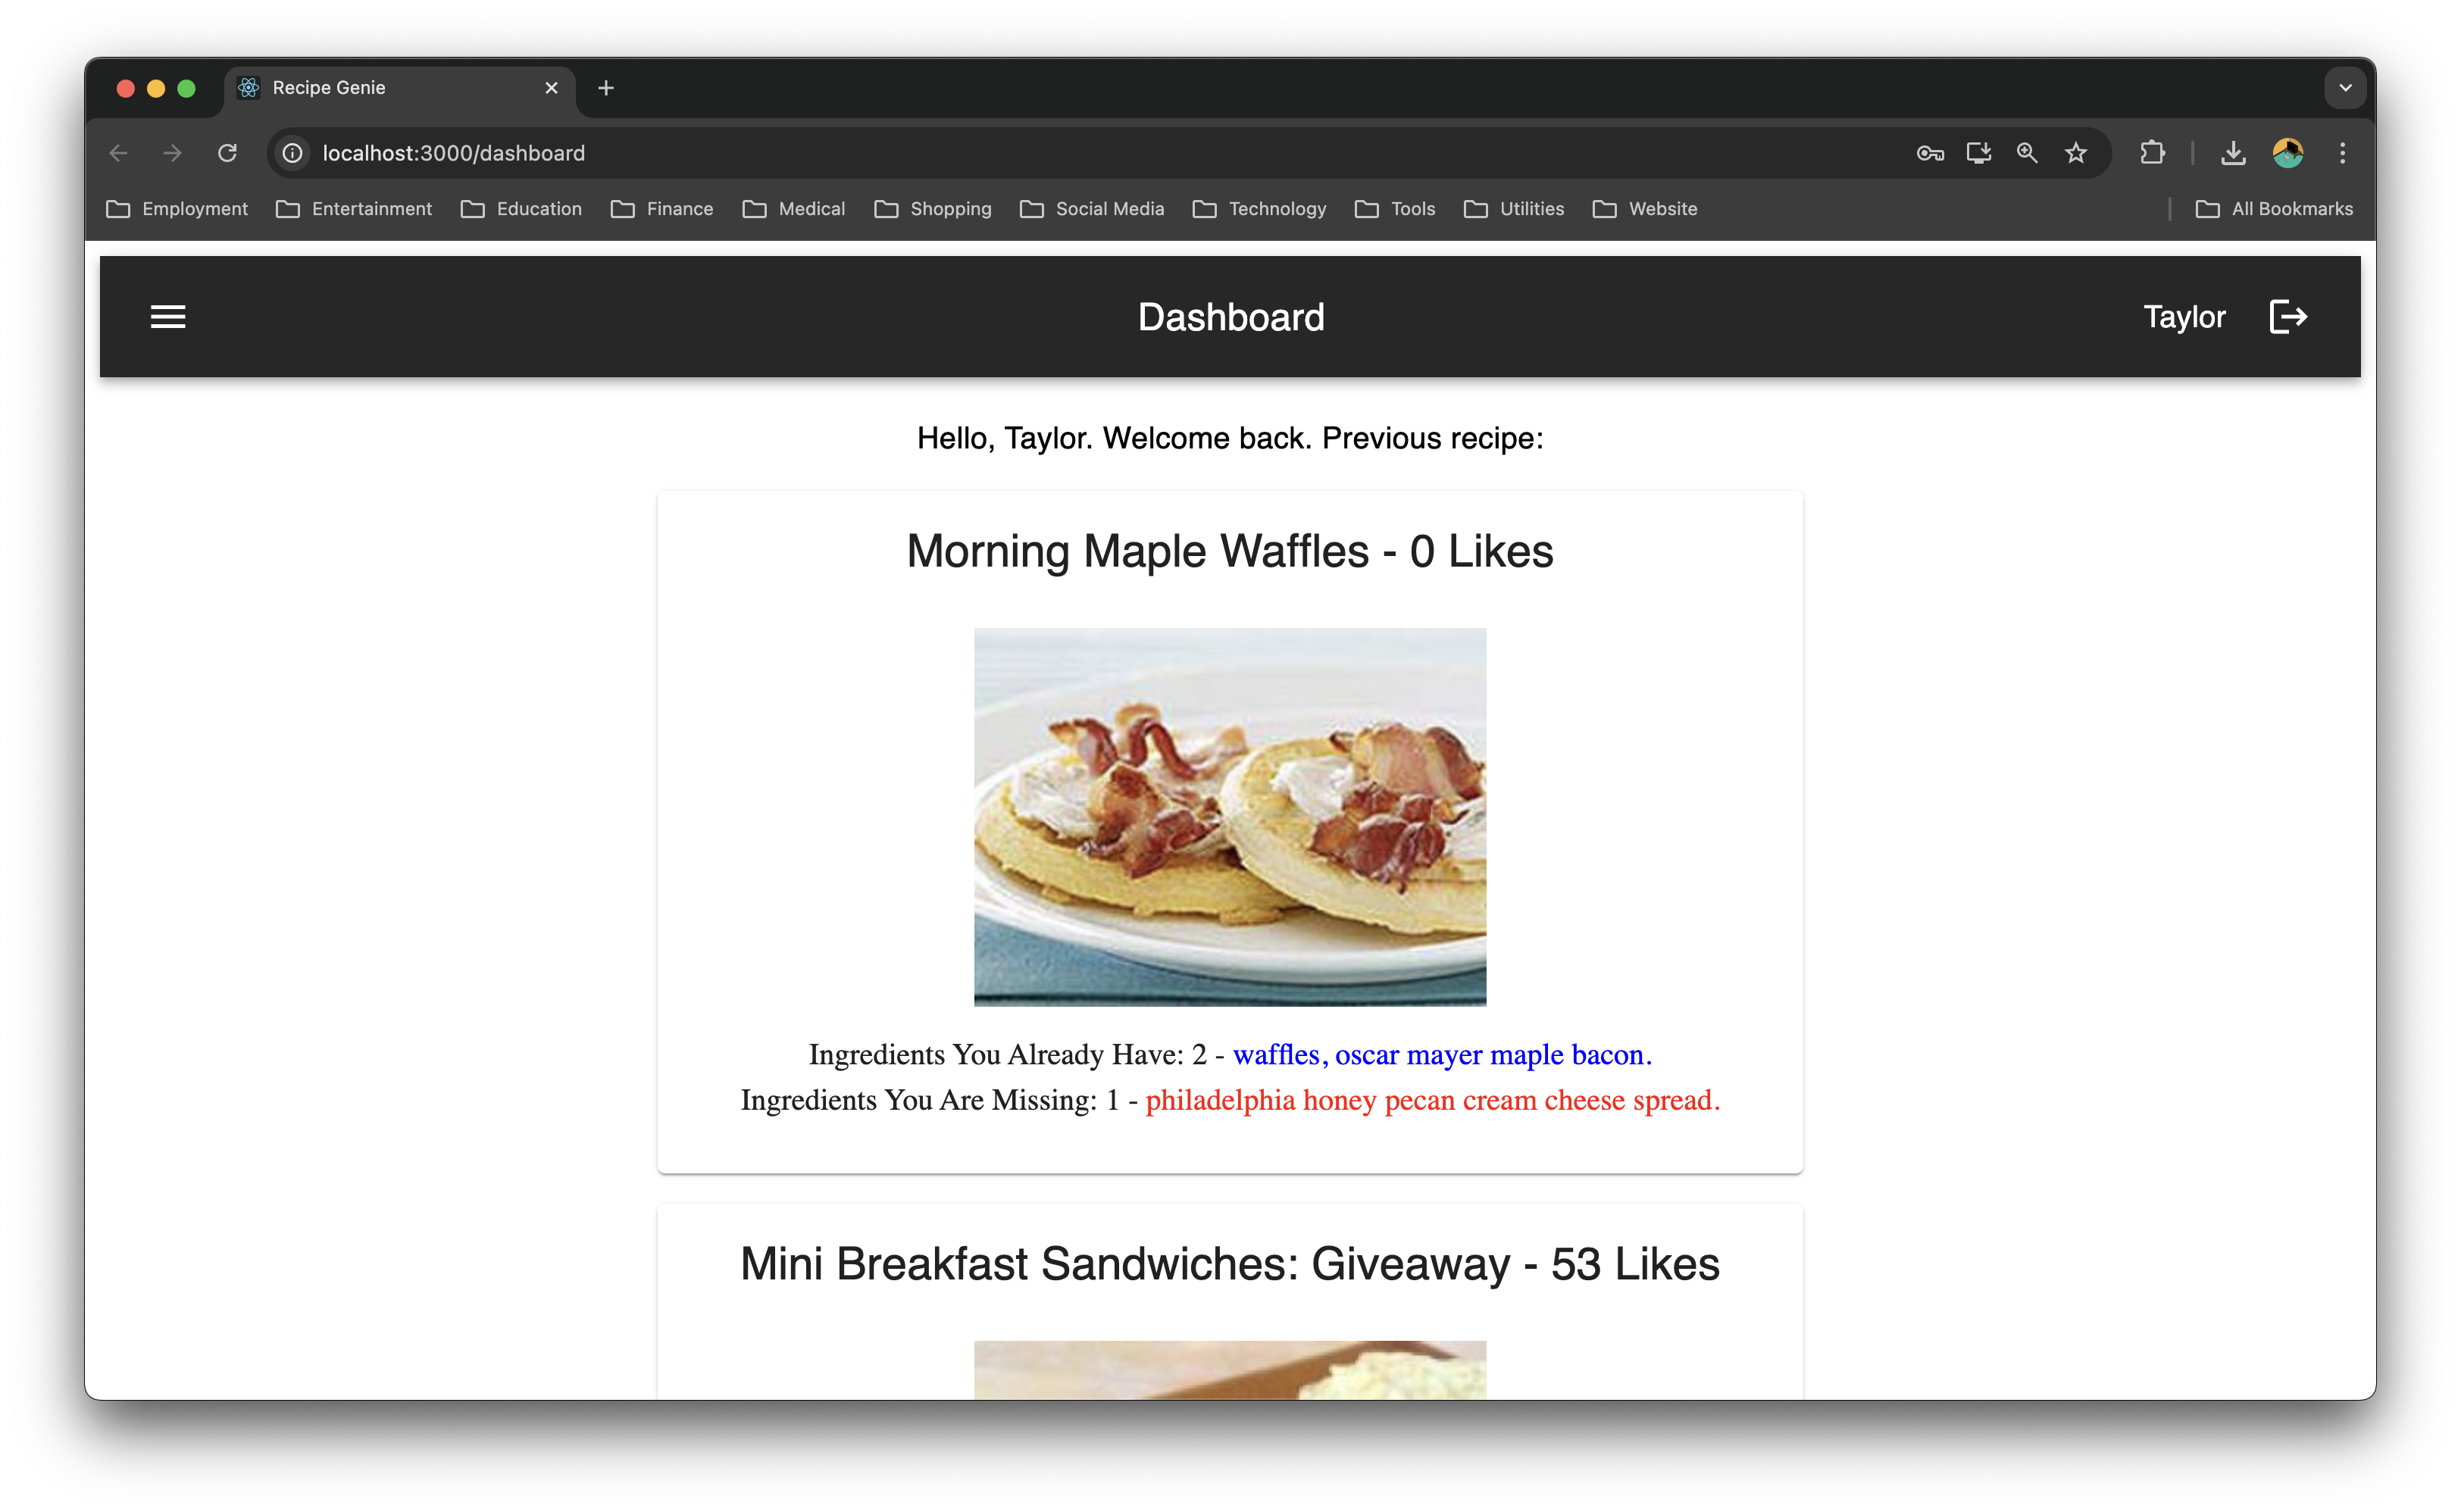 Recipe Genie
localhost:3000/dashboard
Employment Entertainment Education Finance Medical Shopping Social Media Technology Tools Utilities Website All Bookmarks
Dashboard Taylor
Hello, Taylor. Welcome back. Previous recipe:
Morning Maple Waffles - 0 Likes
Ingredients You Already Have: 2 - waffles, oscar mayer maple bacon.
Ingredients You Are Missing: 1 - philadelphia honey pecan cream cheese spread.
Mini Breakfast Sandwiches: Giveaway - 53 Likes